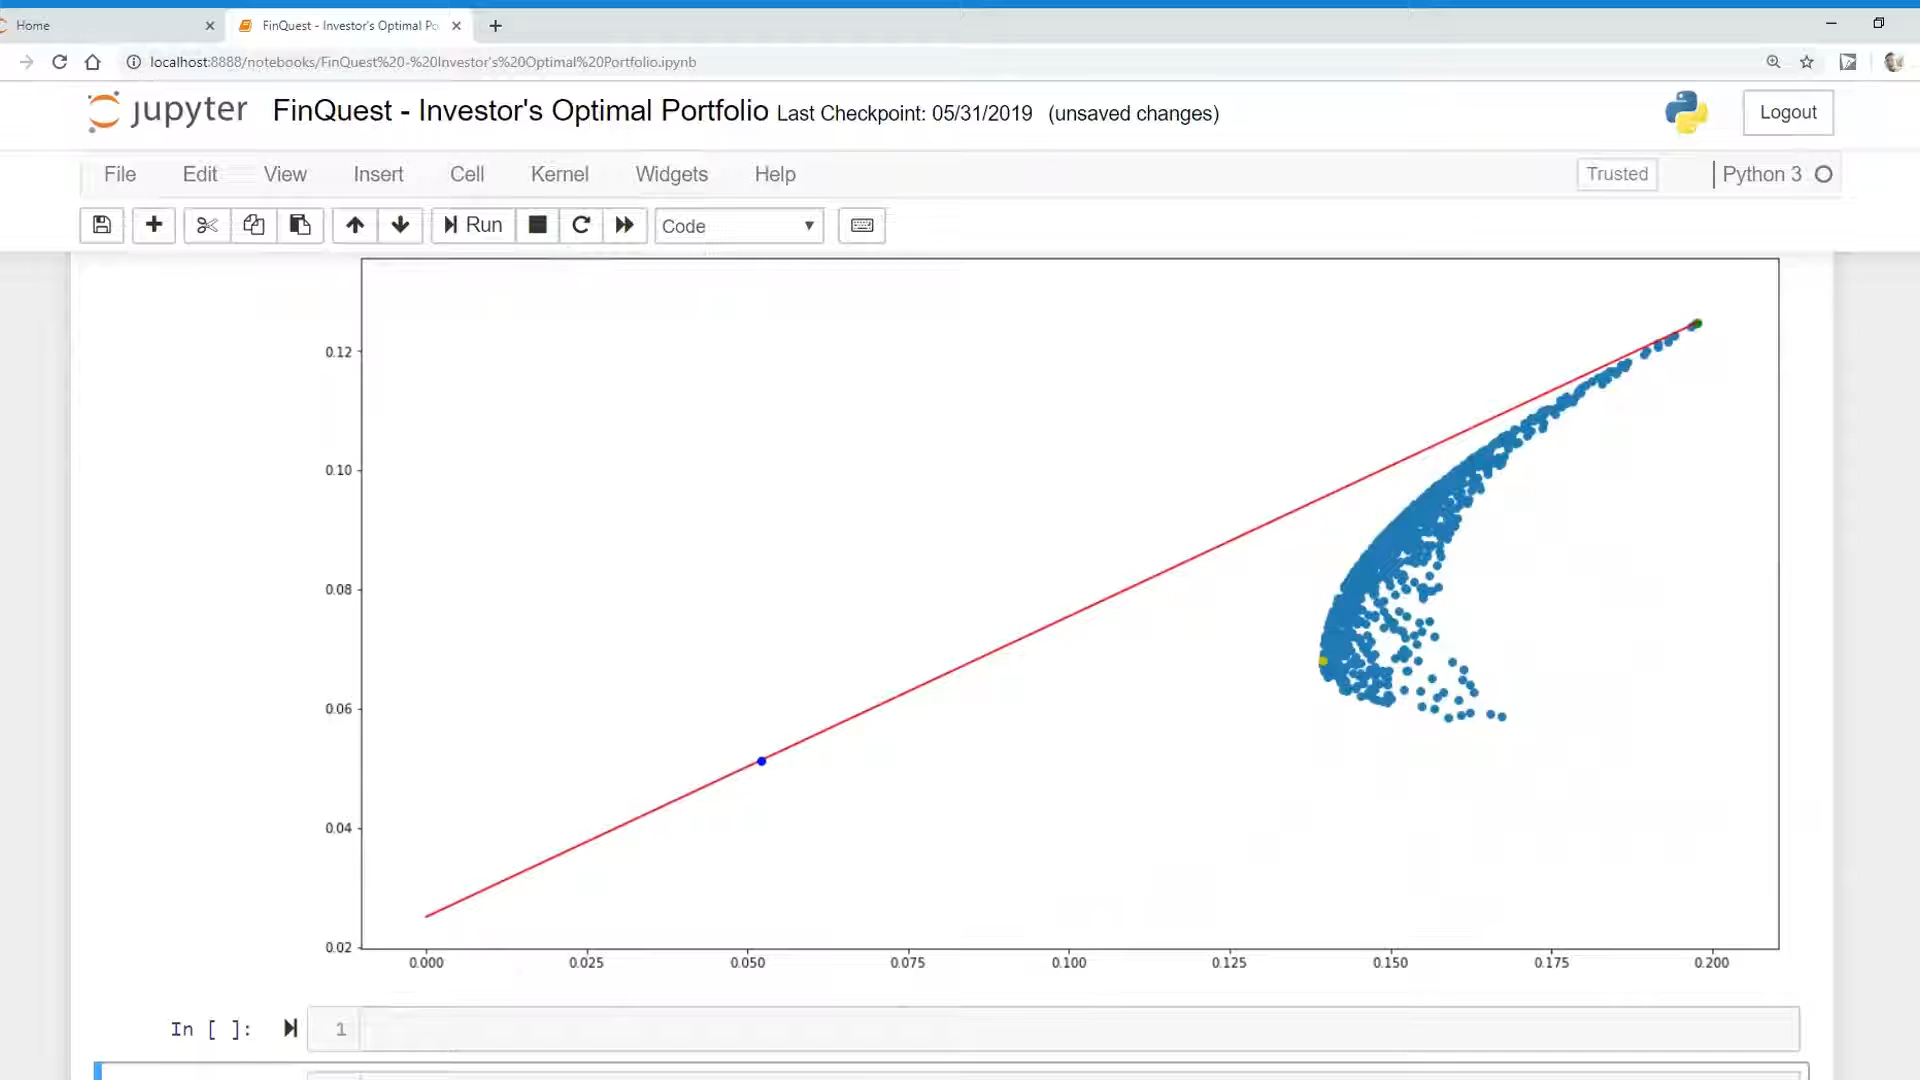 Home
FinQuest - Investor's Optimal Po
localhost:8888/notebooks/FinQuest%20-%20Investor's%20Optimal%20Portfolio.ipynb
jupyter FinQuest - Investor's Optimal Portfolio Last Checkpoint: 05/31/2019 (unsaved changes)
Logout
File Edit View Insert Cell Kernel Widgets Help
Trusted
Python 3
Run
Code
0.12
0.10
0.08
0.06
0.04
0.02
0.000 0.025 0.050 0.075 0.100 0.125 0.150 0.175 0.200
In [ ]: 1